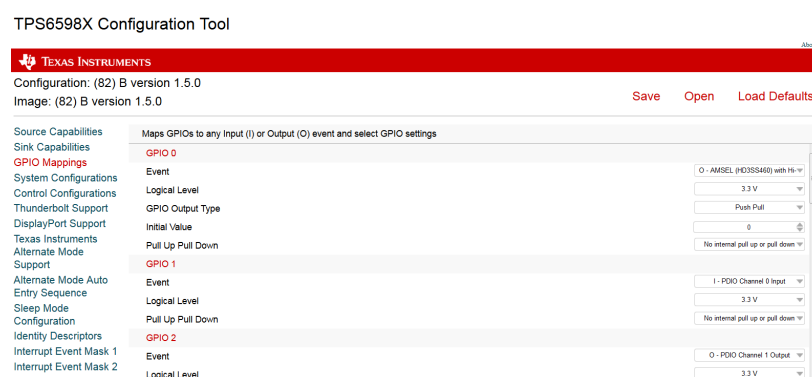 TPS6598X Configuration Tool
TEXAS INSTRUMENTS
Configuration: (82) B version 1.5.0
Image: (82) B version 1.5.0
Save Open Load Defaults
Source Capabilities
Sink Capabilities
GPIO Mappings
System Configurations
Control Configurations
Thunderbolt Support
DisplayPort Support
Texas Instruments
Alternate Mode
Support
Alternate Mode Auto
Entry Sequence
Sleep Mode
Configuration
Identity Descriptors
Interrupt Event Mask 1
Interrupt Event Mask 2
Maps GPIOs to any Input (I) or Output (O) event and select GPIO settings
GPIO 0
Event O - AMSEL (HD3SS460) with Hi-
Logical Level 3.3 V
GPIO Output Type Push Pull
Initial Value 0
Pull Up Pull Down No internal pull up or pull down
GPIO 1
Event I - PDIO Channel 0 Input
Logical Level 3.3 V
Pull Up Pull Down No internal pull up or pull down
GPIO 2
Event O - PDIO Channel 1 Output
Logical Level 3.3 V